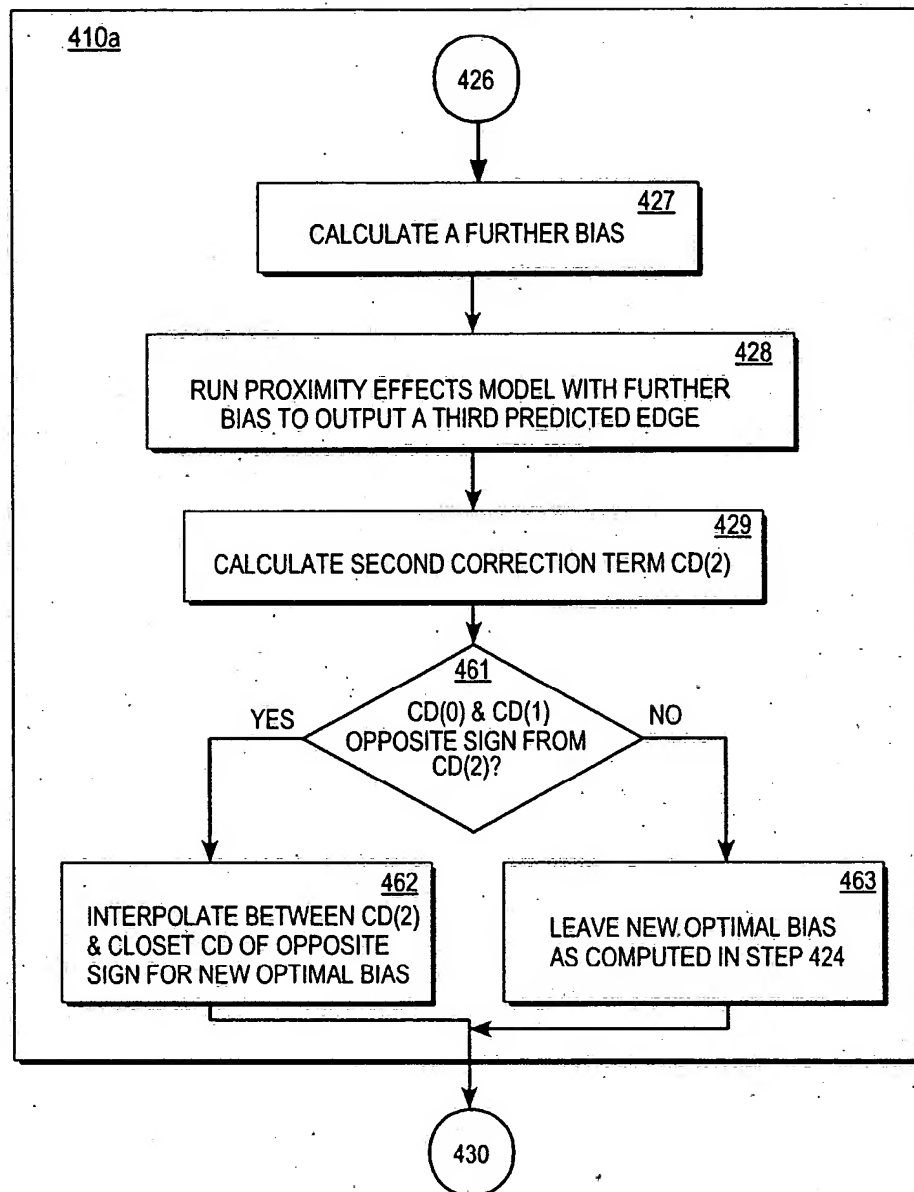 410a
426
427
CALCULATE A FURTHER BIAS
428
RUN PROXIMITY EFFECTS MODEL WITH FURTHER
BIAS TO OUTPUT A THIRD PREDICTED EDGE
429
CALCULATE SECOND CORRECTION TERM CD(2)
461
CD(0) & CD(1)
OPPOSITE SIGN FROM
CD(2)?
YES
NO
462
INTERPOLATE BETWEEN CD(2)
& CLOSET CD OF OPPOSITE
SIGN FOR NEW OPTIMAL BIAS
463
LEAVE NEW OPTIMAL BIAS
AS COMPUTED IN STEP 424
430